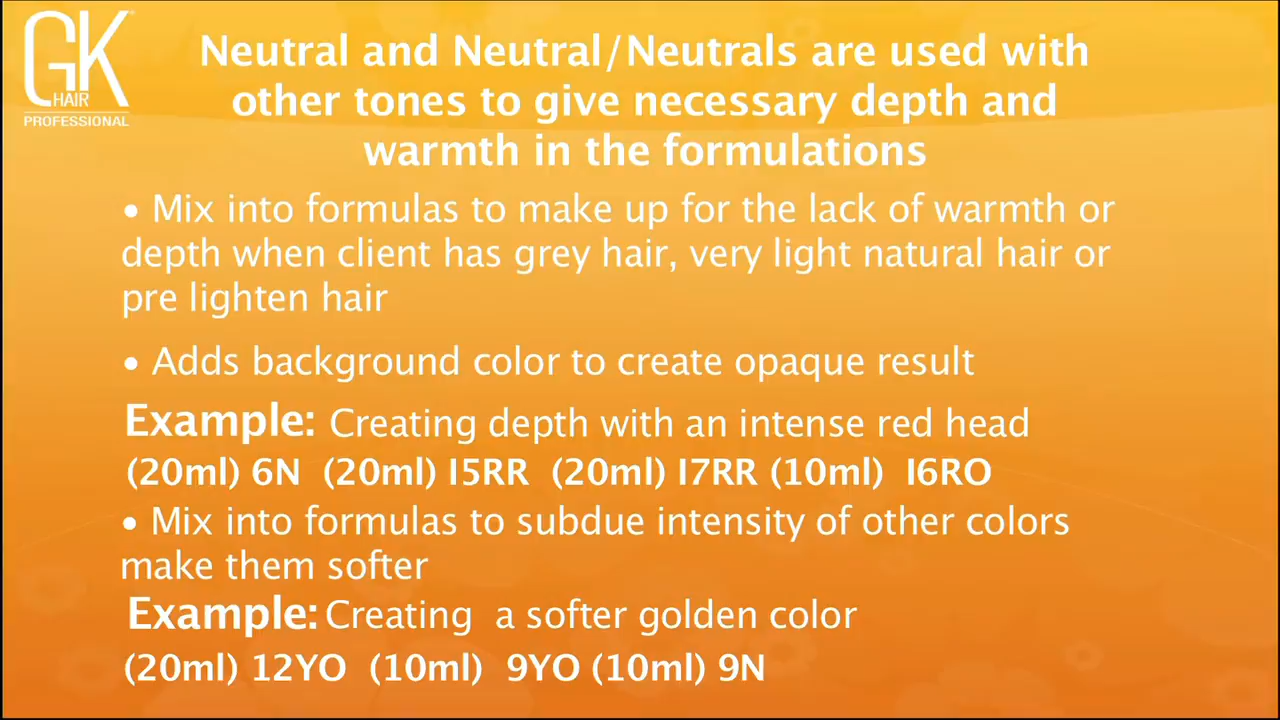 GK
HAIR
PROFESSIONAL
Neutral and Neutral/Neutrals are used with
other tones to give necessary depth and
warmth in the formulations
• Mix into formulas to make up for the lack of warmth or
depth when client has grey hair, very light natural hair or
pre lighten hair
• Adds background color to create opaque result
Example: Creating depth with an intense red head
(20ml) 6N (20ml) I5RR (20ml) I7RR (10ml) I6RO
• Mix into formulas to subdue intensity of other colors
make them softer
Example: Creating a softer golden color
(20ml) 12YO (10ml) 9YO (10ml) 9N